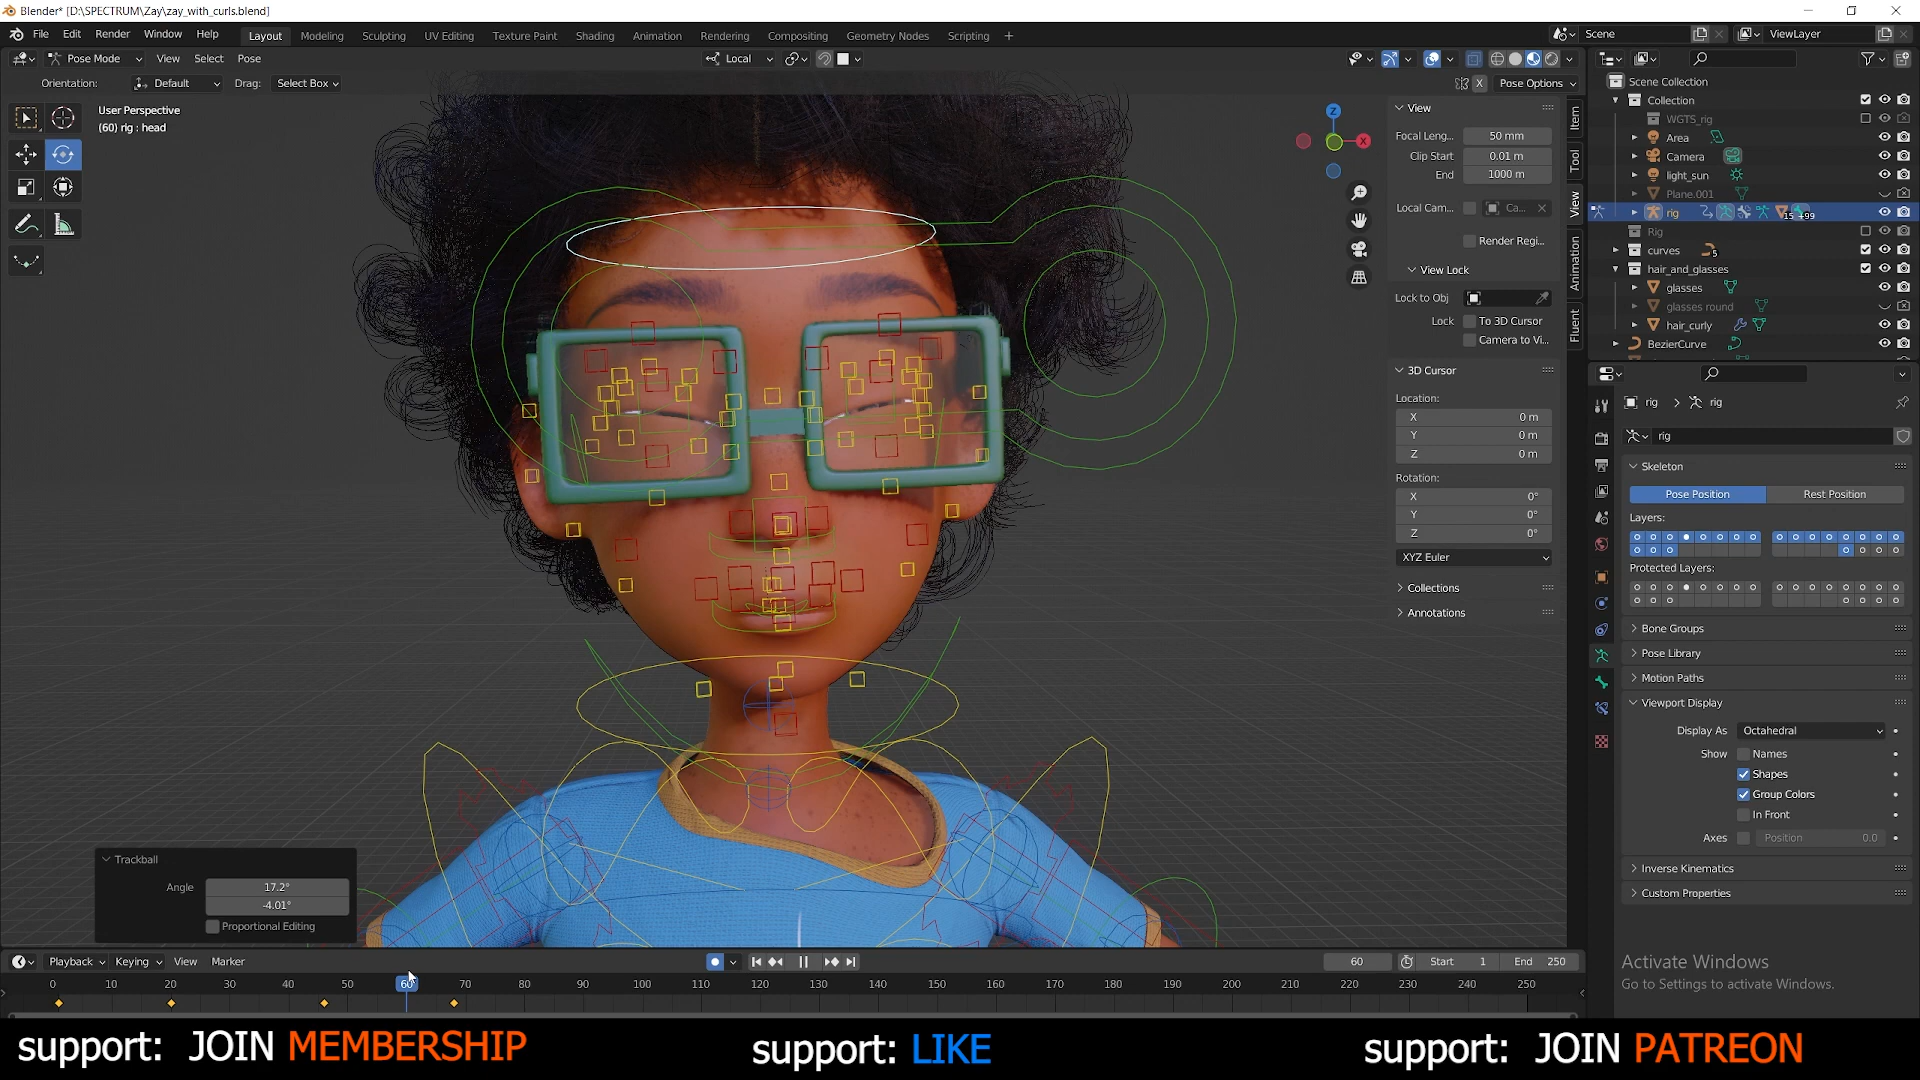 Blender* [D:\SPECTRUM\Zay\zay_with_curls.blend]
File Edit Render Window Help Layout Modeling Sculpting UV Editing Texture Paint Shading Animation Rendering Compositing Geometry Nodes Scripting + Scene ViewLayer
Pose Mode View Select Pose Local
Orientation: Default Drag: Select Box X Pose Options
User Perspective
(60) rig : head
Z
X
View
Focal Leng... 50 mm
Clip Start 0.01 m
End 1000 m
Local Cam... Ca...
Render Regi...
View Lock
Lock to Obj
Lock To 3D Cursor
Camera to Vi...
3D Cursor
Location:
X 0 m
Y 0 m
Z 0 m
Rotation:
X 0°
Y 0°
Z 0°
XYZ Euler
Collections
Annotations
Item
Tool
View
Animation
Fluent
Scene Collection
Collection
WGTS_rig
Area
Camera
light_sun
Plane.001
rig 15 +99
Rig
curves 5
hair_and_glasses
glasses
glasses round
hair_curly
BezierCurve
rig > rig
rig
Skeleton
Pose Position Rest Position
Layers:
Protected Layers:
Bone Groups
Pose Library
Motion Paths
Viewport Display
Display As Octahedral
Show Names
Shapes
Group Colors
In Front
Axes Position 0.0
Inverse Kinematics
Custom Properties
Activate Windows
Go to Settings to activate Windows.
Trackball
Angle 17.2°
-4.01°
Proportional Editing
Playback Keying View Marker 60 Start 1 End 250
0 10 20 30 40 50 60 70 80 90 100 110 120 130 140 150 160 170 180 190 200 210 220 230 240 250
support: JOIN MEMBERSHIP support: LIKE support: JOIN PATREON